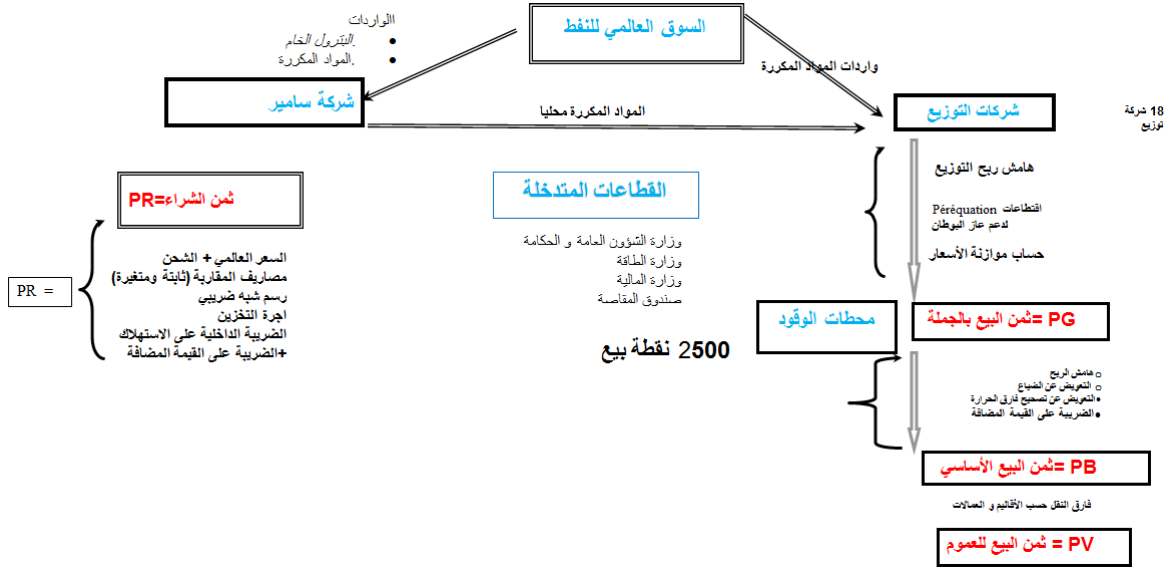 السوق العالمي للنفط
االواردات
البترول الخام.
المواد المكررة.
واردات المواد المكررة
شركة سامير
المواد المكررة محليا
شركات التوزيع
18 شركة
توزيع
هامش ربح التوزيع
اقتطاعات Péréquation
لدعم غاز البوطان
حساب موازنة الأسعار
القطاعات المتدخلة
وزارة الشؤون العامة و الحكامة
وزارة الطاقة
وزارة المالية
صندوق المقاصة
ثمن الشراء=PR
PR =
السعر العالمي + الشحن
مصاريف المقاربة (ثابتة ومتغيرة)
رسم شبه ضريبي
اجرة التخزين
الضريبة الداخلية على الاستهلاك
+الضريبة على القيمة المضافة
محطات الوقود
2500 نقطة بيع
PG =ثمن البيع بالجملة
هامش الربح
التعويض عن الضياع
التعويض عن تصحيح فارق الحرارة
الضريبة على القيمة المضافة
PB =ثمن البيع الأساسي
فارق النقل حسب الأقاليم و العمالات
PV = ثمن البيع للعموم